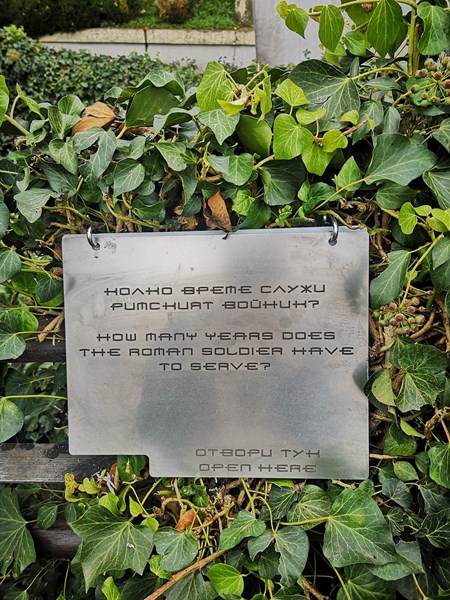 КОЛКО ВРЕМЕ СЛУЖИ
РИМСКИЯТ ВОЙНИК?
HOW MANY YEARS DOES
THE ROMAN SOLDIER HAVE
TO SERVE?
ОТВОРИ ТУК
OPEN HERE